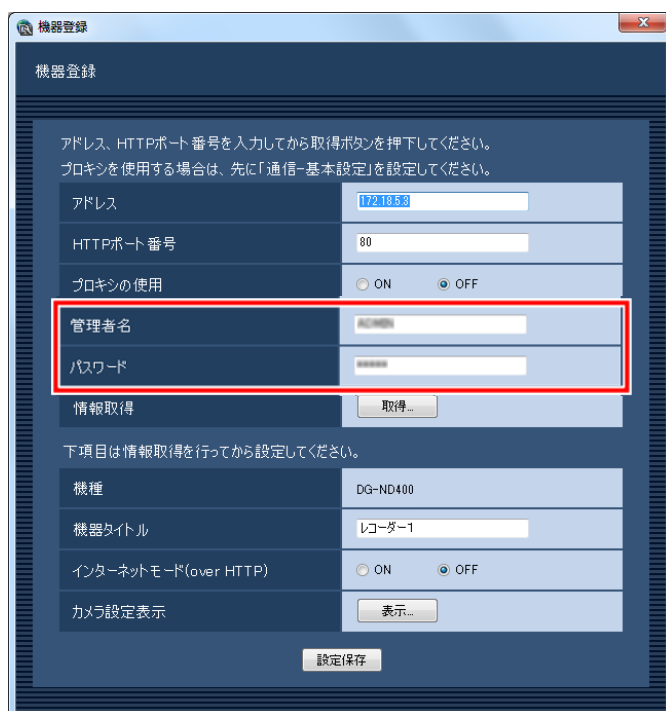 機器登録
機器登録
アドレス、HTTPポート番号を入力してから取得ボタンを押下してください。
プロキシを使用する場合は、先に「通信-基本設定」を設定してください。
アドレス 172.18.5.3
HTTPポート番号 80
プロキシの使用 ON OFF
管理者名
パスワード
情報取得 取得...
下項目は情報取得を行ってから設定してください。
機種 DG-ND400
機器タイトル レコーダー1
インターネットモード(over HTTP) ON OFF
カメラ設定表示 表示...
設定保存